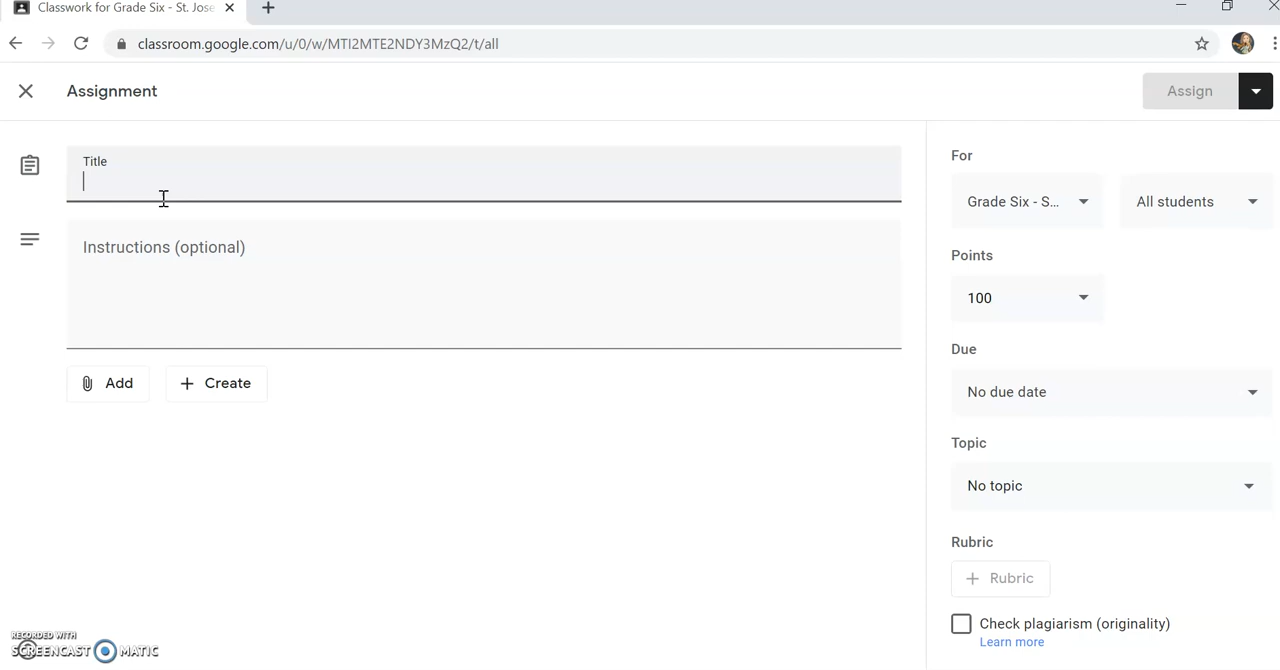 Classwork for Grade Six - St. Jose
classroom.google.com/u/0/w/MTI2MTE2NDY3MzQ2/t/all
Assignment
Assign
Title
Instructions (optional)
Add
Create
For
Grade Six - S...
All students
Points
100
Due
No due date
Topic
No topic
Rubric
Rubric
Check plagiarism (originality)
Learn more
RECORDED WITH
SCREENCAST MATIC